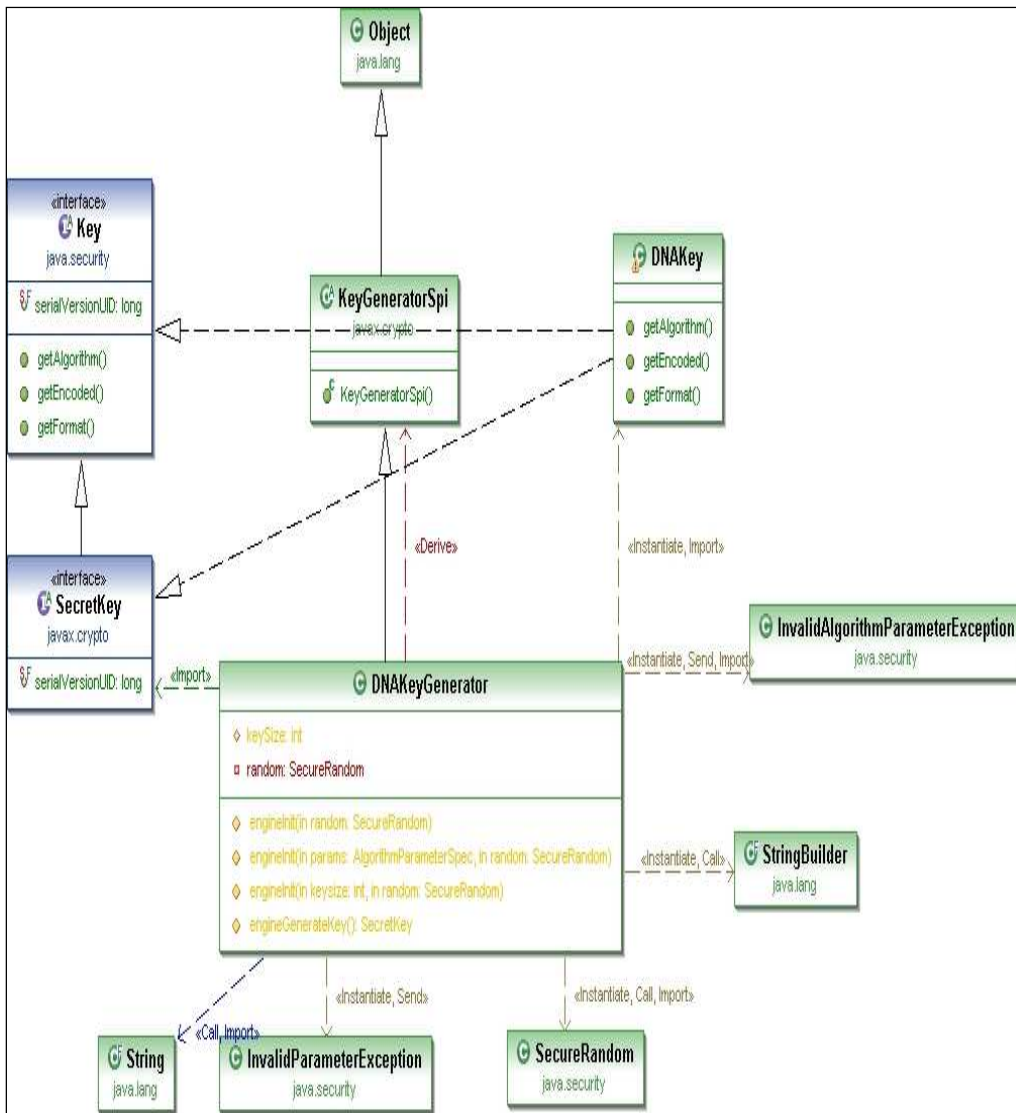 Object
java.lang
«interface»
Key
java.security
serialVersionUID: long
getAlgorithm()
getEncoded()
getFormat()
KeyGeneratorSpi
javax.crypto
KeyGeneratorSpi()
DNAKey
getAlgorithm()
getEncoded()
getFormat()
«Derive»
«Instantiate, Import»
«interface»
SecretKey
javax.crypto
serialVersionUID: long
«Import»
InvalidAlgorithmParameterException
java.security
«Instantiate, Send, Import»
DNAKeyGenerator
keySize: int
random: SecureRandom
engineInit(in random: SecureRandom)
engineInit(in params: AlgorithmParameterSpec, in random: SecureRandom)
engineInit(in keysize: int, in random: SecureRandom)
engineGenerateKey(): SecretKey
«Instantiate, Call»
StringBuilder
java.lang
«Call, Import»
«Instantiate, Send»
«Instantiate, Call, Import»
String
java.lang
InvalidParameterException
java.security
SecureRandom
java.security